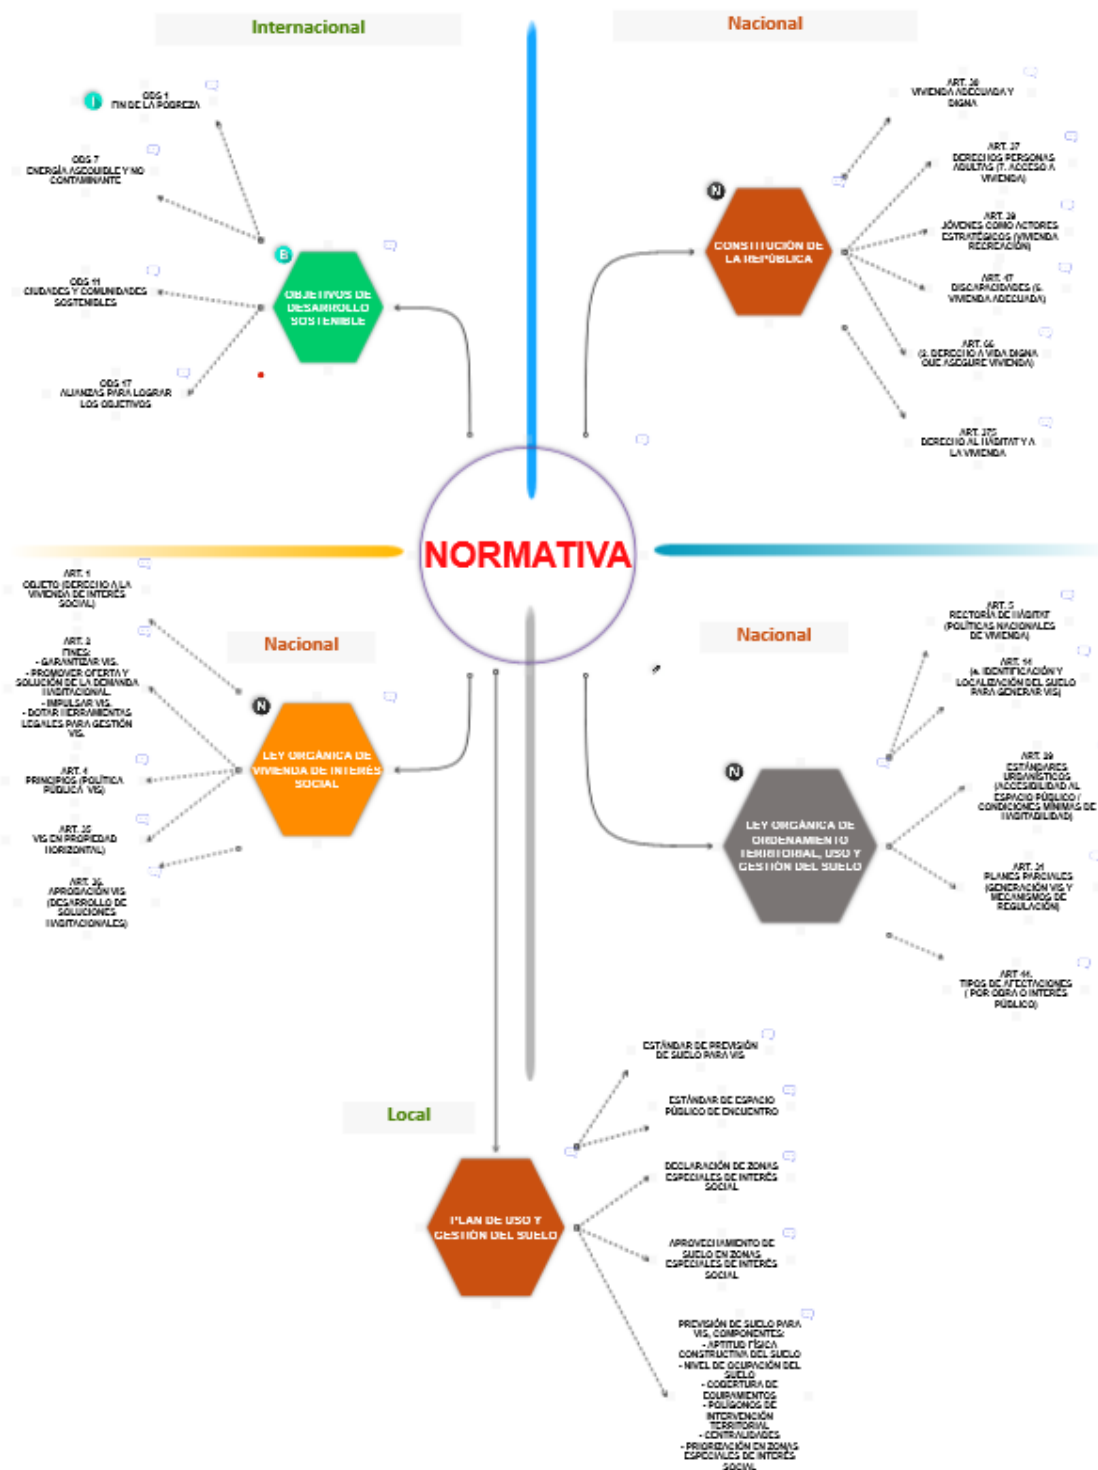 Internacional
Nacional
ODS 1
FIN DE LA POBREZA
ODS 7
ENERGÍA ASEQUIBLE Y NO
CONTAMINANTE
ODS 11
CIUDADES Y COMUNIDADES
SOSTENIBLES
ODS 17
ALIANZAS PARA LOGRAR
LOS OBJETIVOS
B
OBJETIVOS DE
DESARROLLO
SOSTENIBLE
N
CONSTITUCIÓN DE
LA REPÚBLICA
ART. 30
VIVIENDA ADECUADA Y
DIGNA
ART. 37
DERECHOS PERSONAS
ADULTAS (7. ACCESO A
VIVIENDA)
ART. 39
JÓVENES COMO ACTORES
ESTRATÉGICOS (VIVIENDA
RECREACIÓN)
ART. 47
DISCAPACIDADES (6.
VIVIENDA ADECUADA)
ART. 66
(2. DERECHO A VIDA DIGNA
QUE ASEGURE VIVIENDA)
ART. 375
DERECHO AL HÁBITAT Y A
LA VIVIENDA
NORMATIVA
ART. 1
OBJETO (DERECHO A LA
VIVIENDA DE INTERÉS
SOCIAL)
ART. 3
FINES:
- GARANTIZAR VIS.
- PROMOVER OFERTA Y
SOLUCIÓN DE LA DEMANDA
HABITACIONAL.
- IMPULSAR VIS.
- DOTAR HERRAMIENTAS
LEGALES PARA GESTIÓN
VIS.
ART. 4
PRINCIPIOS (POLÍTICA
PÚBLICA VIS)
ART. 35
VIS EN PROPIEDAD
HORIZONTAL)
ART. 36.
APROBACIÓN VIS
(DESARROLLO DE
SOLUCIONES
HABITACIONALES)
Nacional
N
LEY ORGÁNICA DE
VIVIENDA DE INTERÉS
SOCIAL
Nacional
N
LEY ORGÁNICA DE
ORDENAMIENTO
TERRITORIAL, USO Y
GESTIÓN DEL SUELO
ART. 5
RECTORÍA DE HÁBITAT
(POLÍTICAS NACIONALES
DE VIVIENDA)
ART. 14
IDENTIFICACIÓN Y
LOCALIZACIÓN DEL SUELO
PARA GENERAR VIS)
ART. 39
ESTÁNDARES
URBANÍSTICOS
(ACCESIBILIDAD AL
ESPACIO PÚBLICO /
CONDICIONES MÍNIMAS DE
HABITABILIDAD)
ART. 31
PLANES PARCIALES
(GENERACIÓN VIS Y
MECANISMOS DE
REGULACIÓN)
ART 44.
TIPOS DE AFECTACIONES
( POR OBRA O INTERÉS
PÚBLICO)
Local
PLAN DE USO Y
GESTIÓN DEL SUELO
ESTÁNDAR DE PREVISIÓN
DE SUELO PARA VIS
ESTÁNDAR DE ESPACIO
PÚBLICO DE ENCUENTRO
DECLARACIÓN DE ZONAS
ESPECIALES DE INTERÉS
SOCIAL
APROVECHAMIENTO DE
SUELO EN ZONAS
ESPECIALES DE INTERÉS
SOCIAL
PREVISIÓN DE SUELO PARA
VIS, COMPONENTES:
- APTITUD FÍSICA
CONSTRUCTIVA DEL SUELO
- NIVEL DE OCUPACIÓN DEL
SUELO
- COBERTURA DE
EQUIPAMIENTOS
- POLÍGONOS DE
INTERVENCIÓN
TERRITORIAL
- CENTRALIDADES
- PRIORIZACIÓN EN ZONAS
ESPECIALES DE INTERÉS
SOCIAL